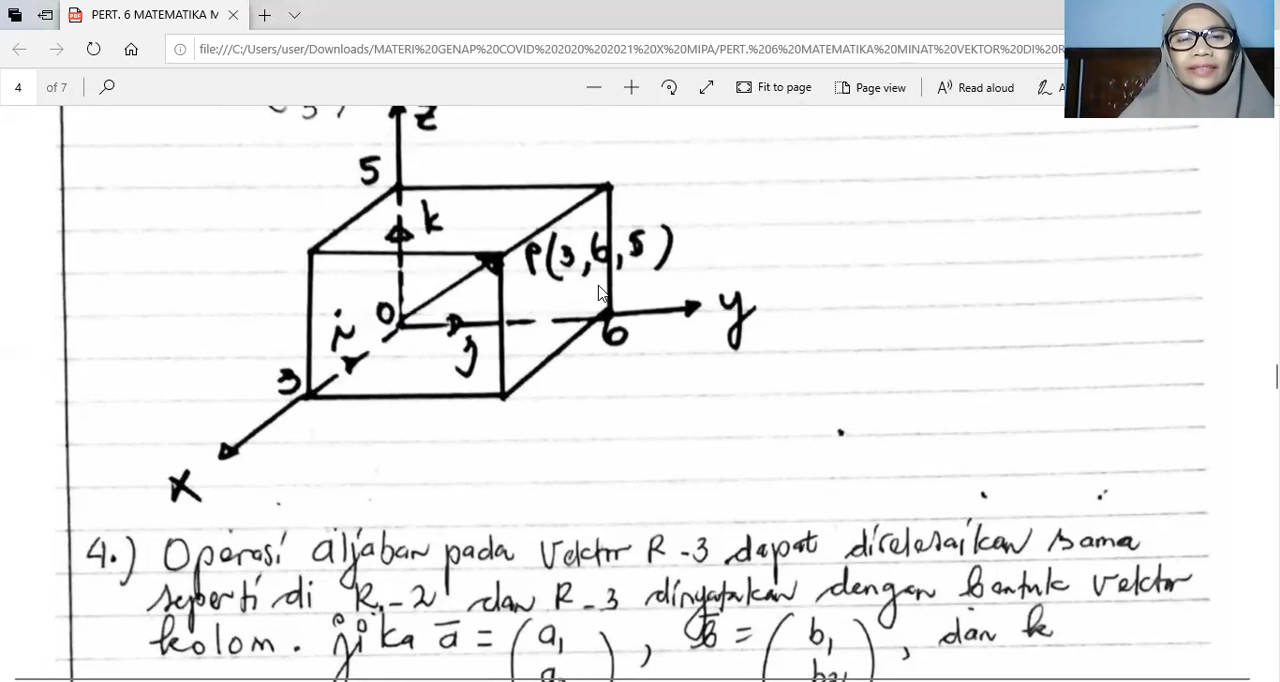 PERT. 6 MATEMATIKA M
file:///C:/Users/user/Downloads/MATERI%20GENAP%20COVID%202020%202021%20X%20MIPA/PERT.%206%20MATEMATIKA%20MINAT%20VEKTOR%20DI%20R
4 of 7 Fit to page Page view Read aloud
z
5
k
P(3,6,5)
i
0
j
6
y
3
x
4.) Operasi aljabar pada Vektor R-3 dapat diselesaikan sama
seperti di R-2 dan R-3 dinyatakan dengan bentuk vektor
kolom. Jika a̅ = (a₁ , b̅ = (b₁ , dan k
a₂ b₂